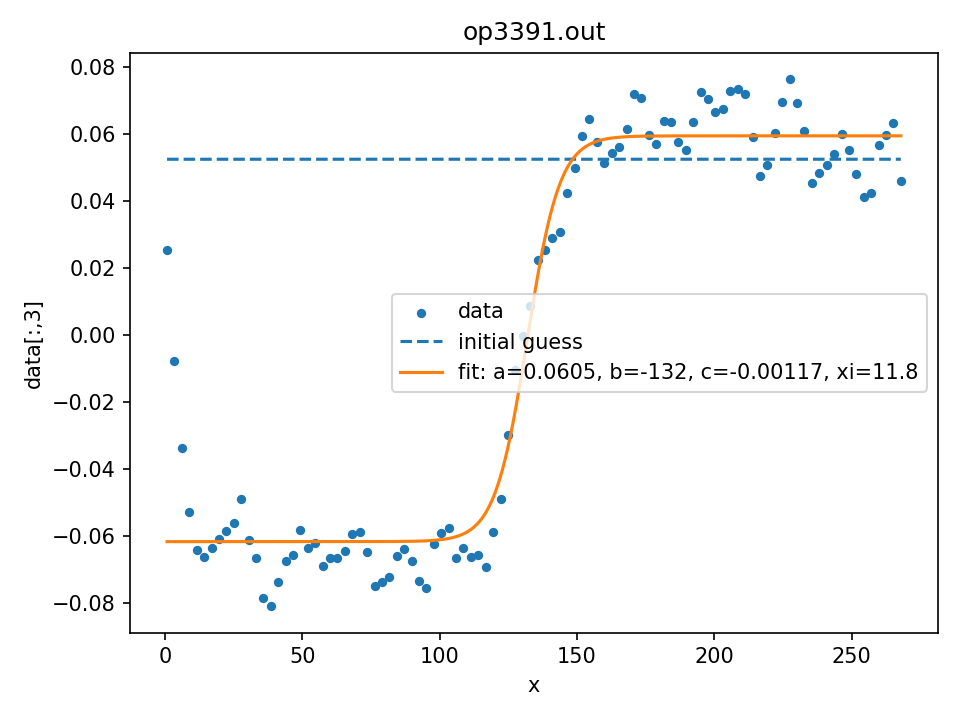 op3391.out
0.08
0.06
0.04
0.02
0.00
−0.02
−0.04
−0.06
−0.08
data[:,3]
data
initial guess
fit: a=0.0605, b=-132, c=-0.00117, xi=11.8
0 50 100 150 200 250
x